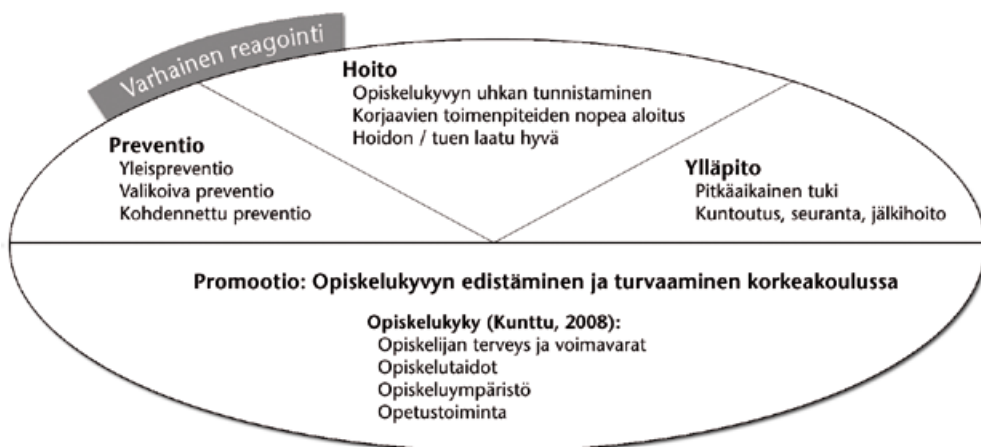 Varhainen reagointi
Hoito
Opiskelukyvyn uhkan tunnistaminen
Korjaavien toimenpiteiden nopea aloitus
Hoidon / tuen laatu hyvä
Preventio
Yleispreventio
Valikoiva preventio
Kohdennettu preventio
Ylläpito
Pitkäaikainen tuki
Kuntoutus, seuranta, jälkihoito
Promootio: Opiskelukyvyn edistäminen ja turvaaminen korkeakoulussa
Opiskelukyky (Kunttu, 2008):
Opiskelijan terveys ja voimavarat
Opiskelutaidot
Opiskeluympäristö
Opetustoiminta